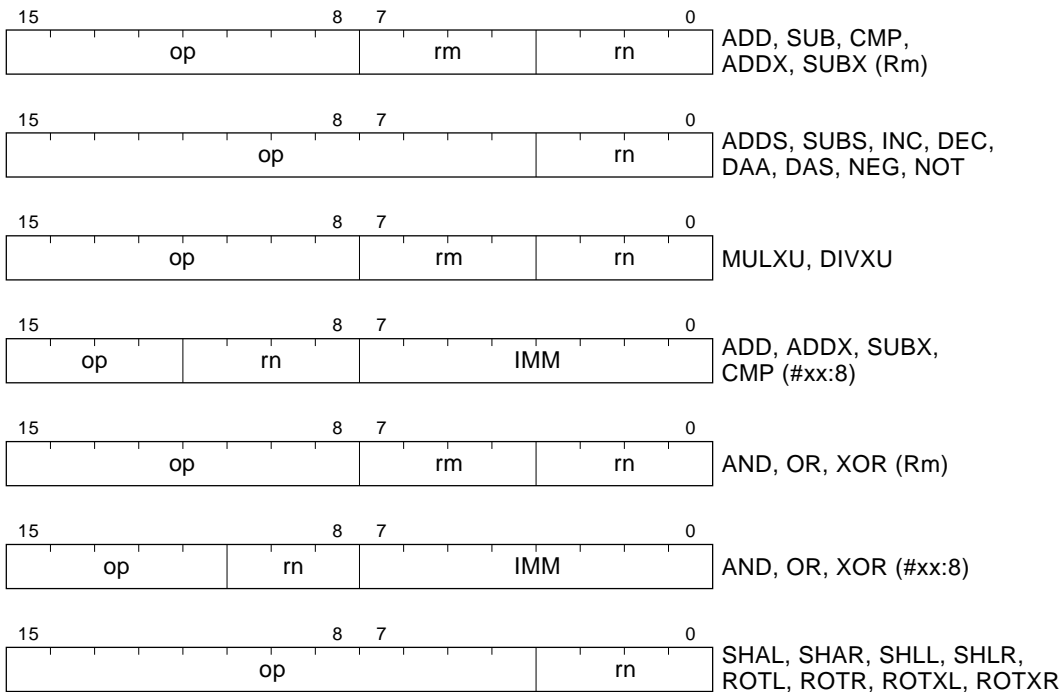 15 8 7 0
op rm rn
ADD, SUB, CMP,
ADDX, SUBX (Rm)
15 8 7 0
op rn
ADDS, SUBS, INC, DEC,
DAA, DAS, NEG, NOT
15 8 7 0
op rm rn
MULXU, DIVXU
15 8 7 0
op rn IMM
ADD, ADDX, SUBX,
CMP (#xx:8)
15 8 7 0
op rm rn
AND, OR, XOR (Rm)
15 8 7 0
op rn IMM
AND, OR, XOR (#xx:8)
15 8 7 0
op rn
SHAL, SHAR, SHLL, SHLR,
ROTL, ROTR, ROTXL, ROTXR